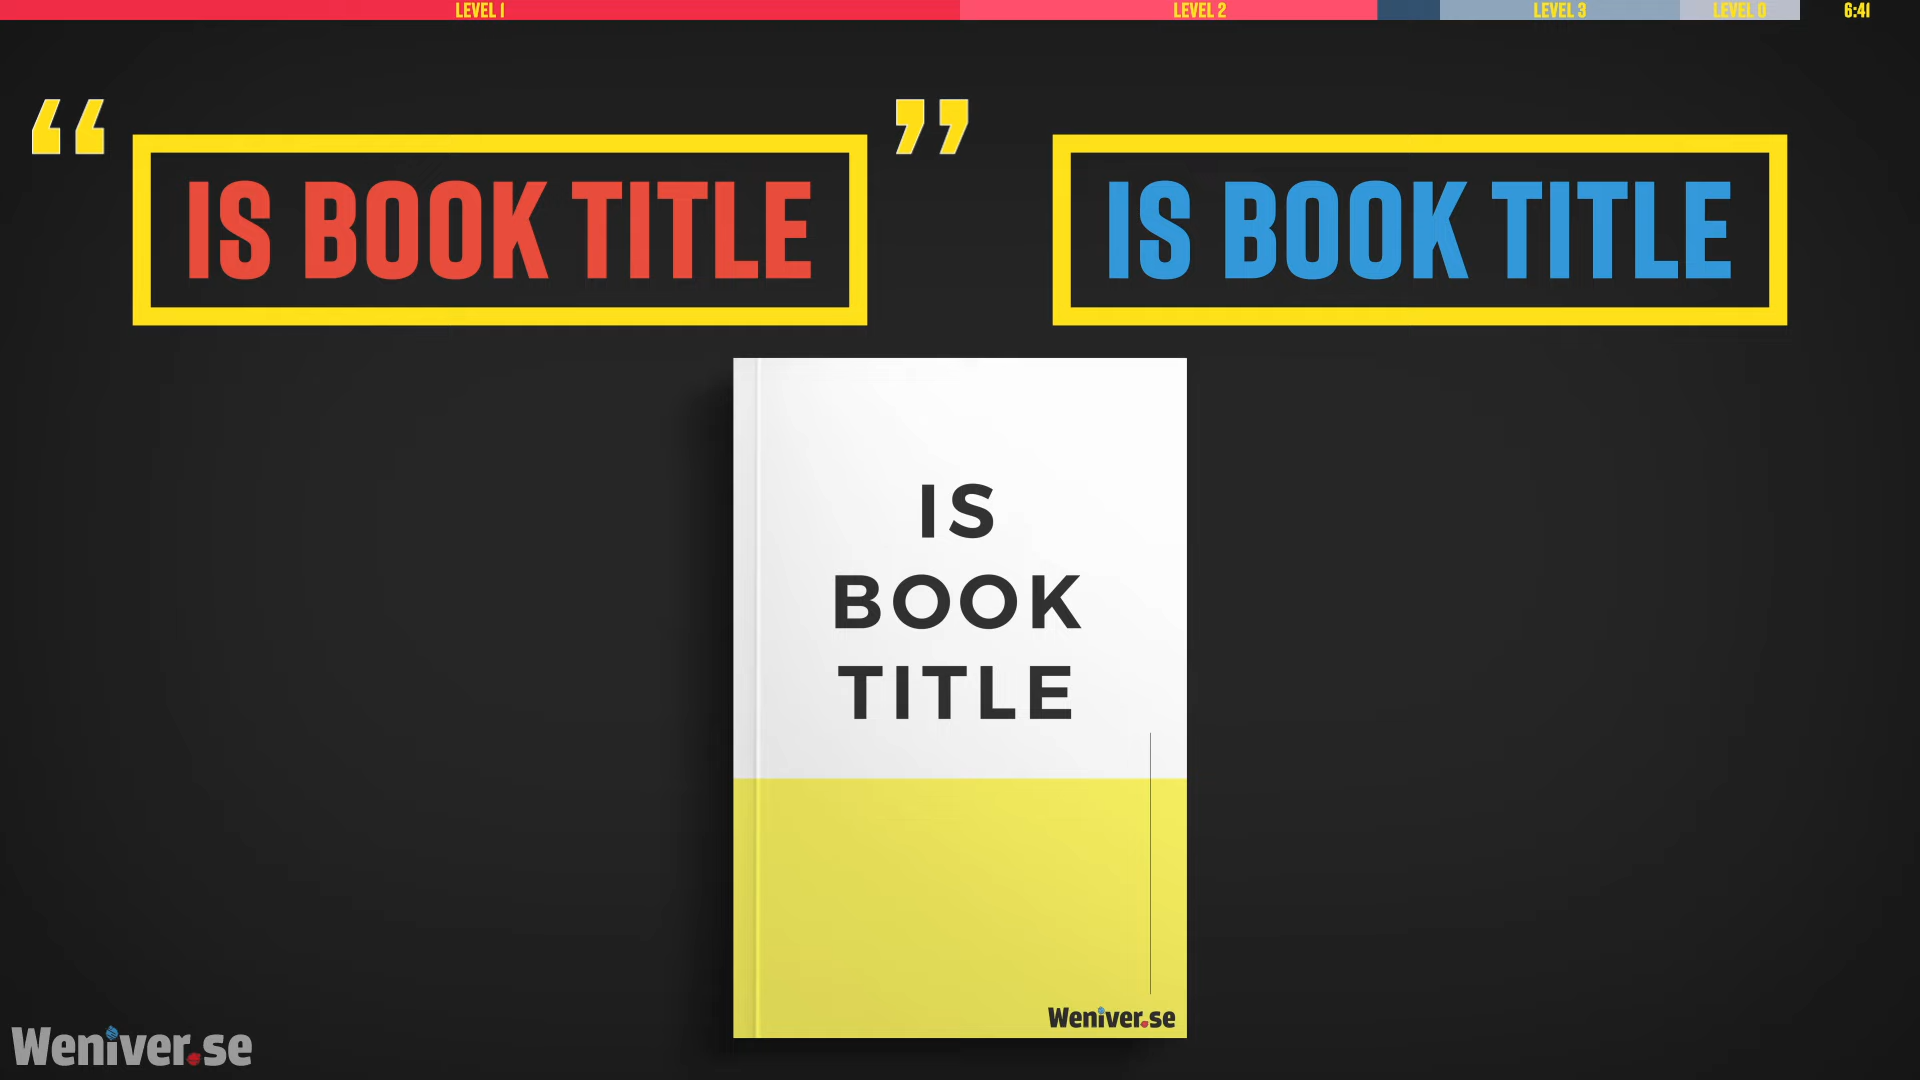 LEVEL 1 LEVEL 2 LEVEL 3 LEVEL 0 6:41
“ IS BOOK TITLE ” IS BOOK TITLE
IS
BOOK
TITLE
Weniver.se
Weniver.se